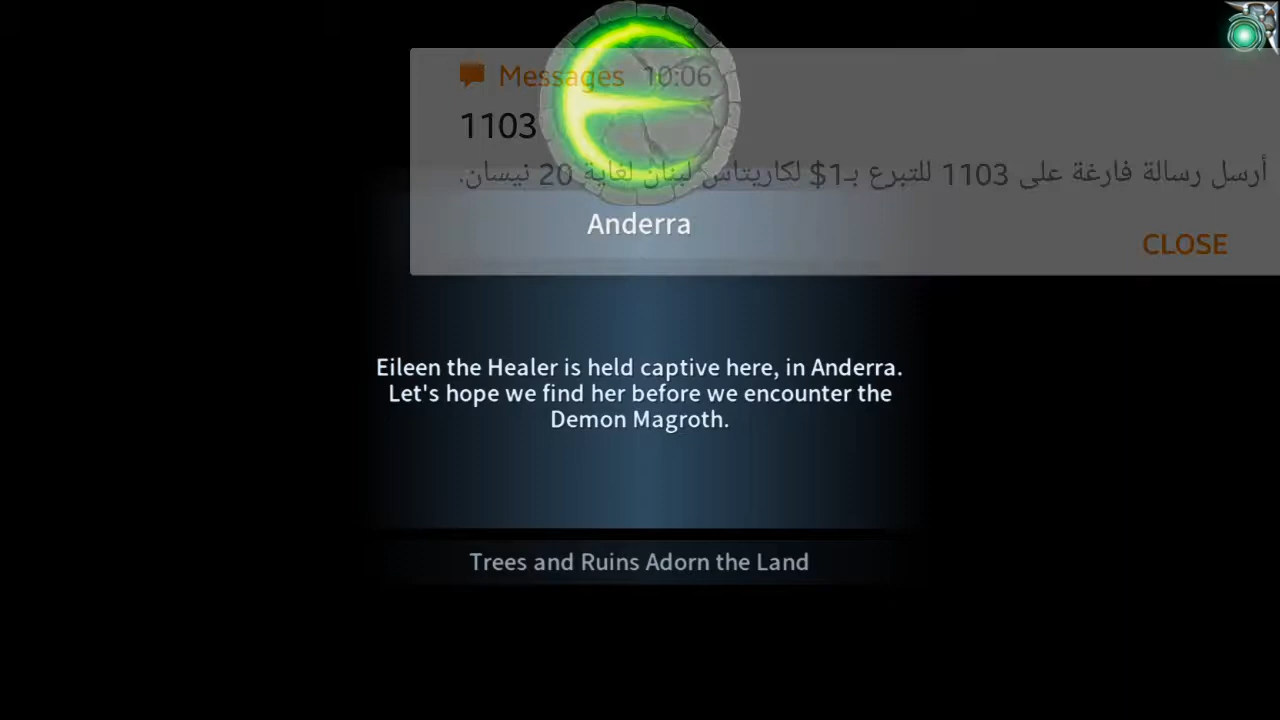 Messages 10:06
1103
أرسل رسالة فارغة على 1103 للتبرع بـ1$ لكاريتاس لبنان لغاية 20 نيسان.
Anderra
CLOSE
Eileen the Healer is held captive here, in Anderra.
Let's hope we find her before we encounter the
Demon Magroth.
Trees and Ruins Adorn the Land